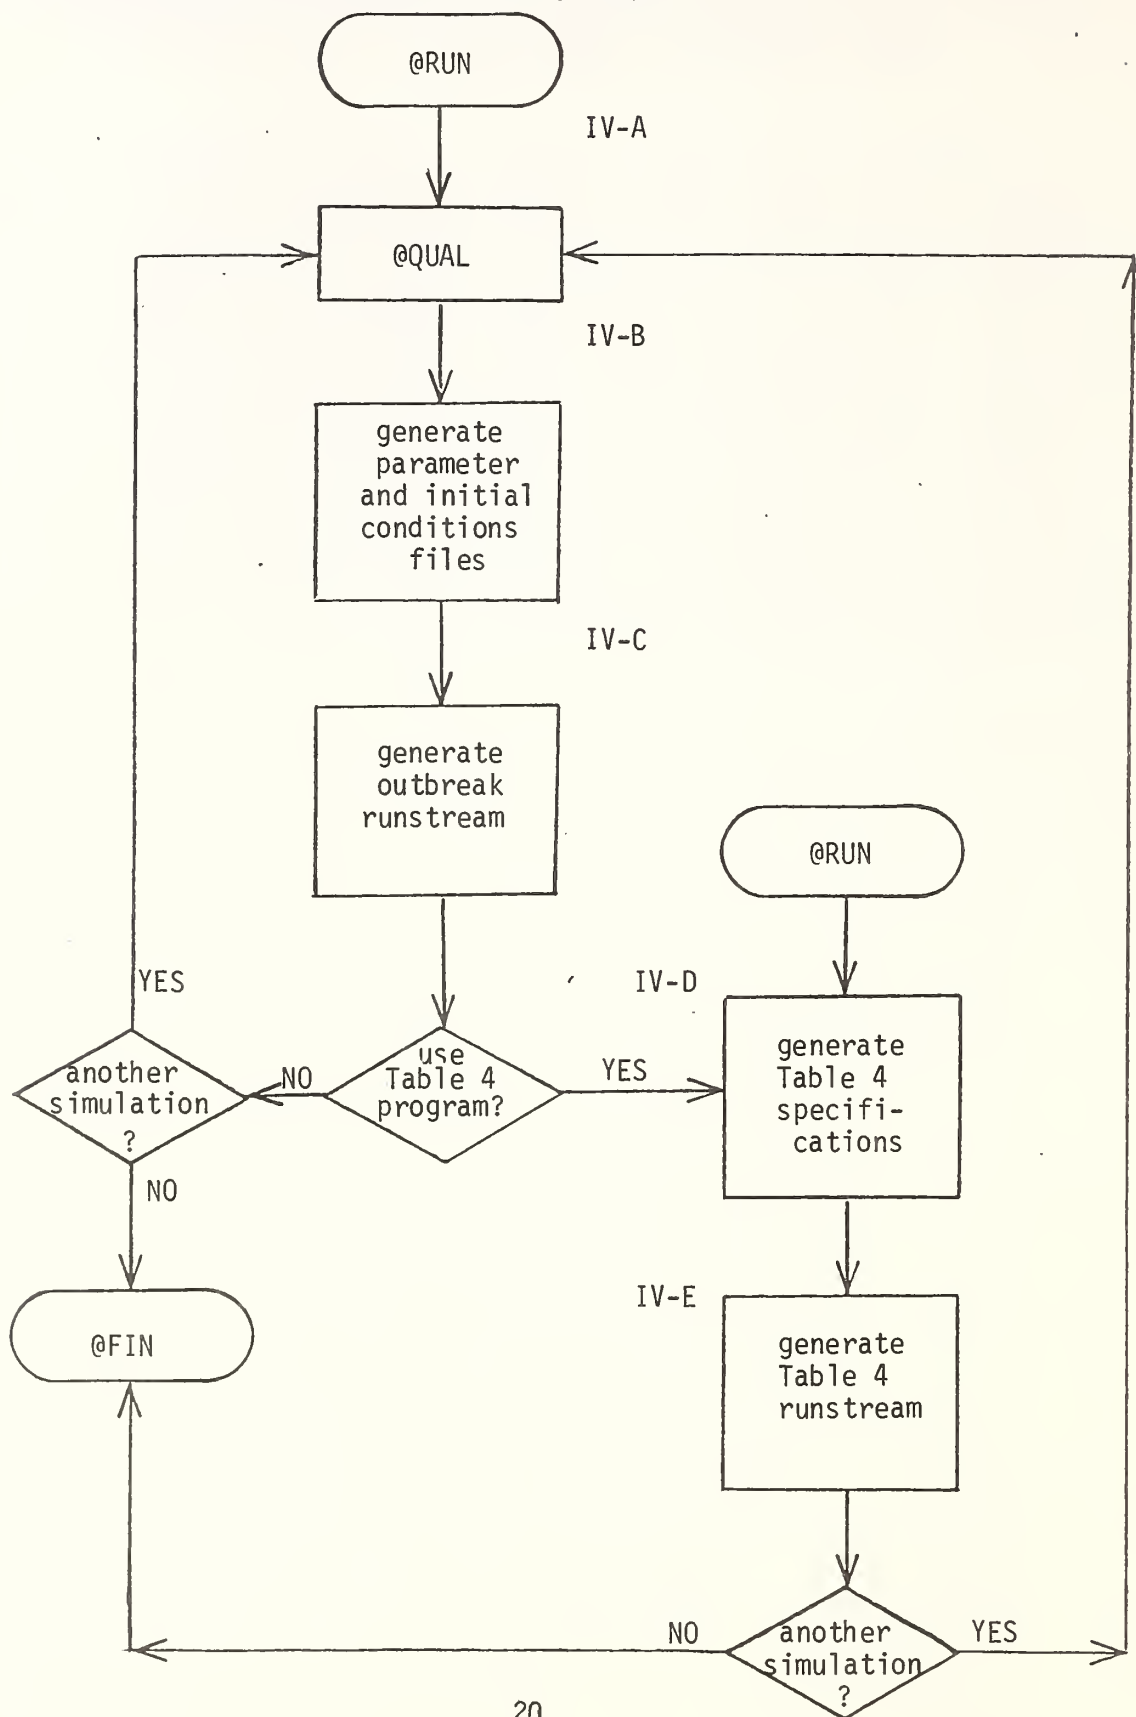 @RUN
IV-A
@QUAL
IV-B
generate
parameter
and initial
conditions
files
IV-C
generate
outbreak
runstream
@RUN
YES
IV-D
another
simulation
?
NO
use
Table 4
program?
YES
generate
Table 4
specifi-
cations
NO
@FIN
IV-E
generate
Table 4
runstream
NO
another
simulation
?
YES
20